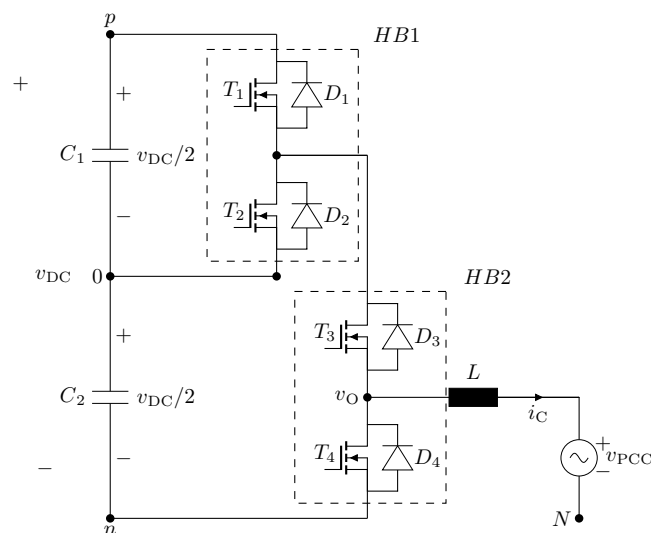 p
HB1
+
+
T1
D1
C1
vDC/2
T2
D2
−
vDC
0
HB2
+
T3
D3
L
C2
vDC/2
vO
iC
+
T4
D4
vPCC
−
−
−
N
n